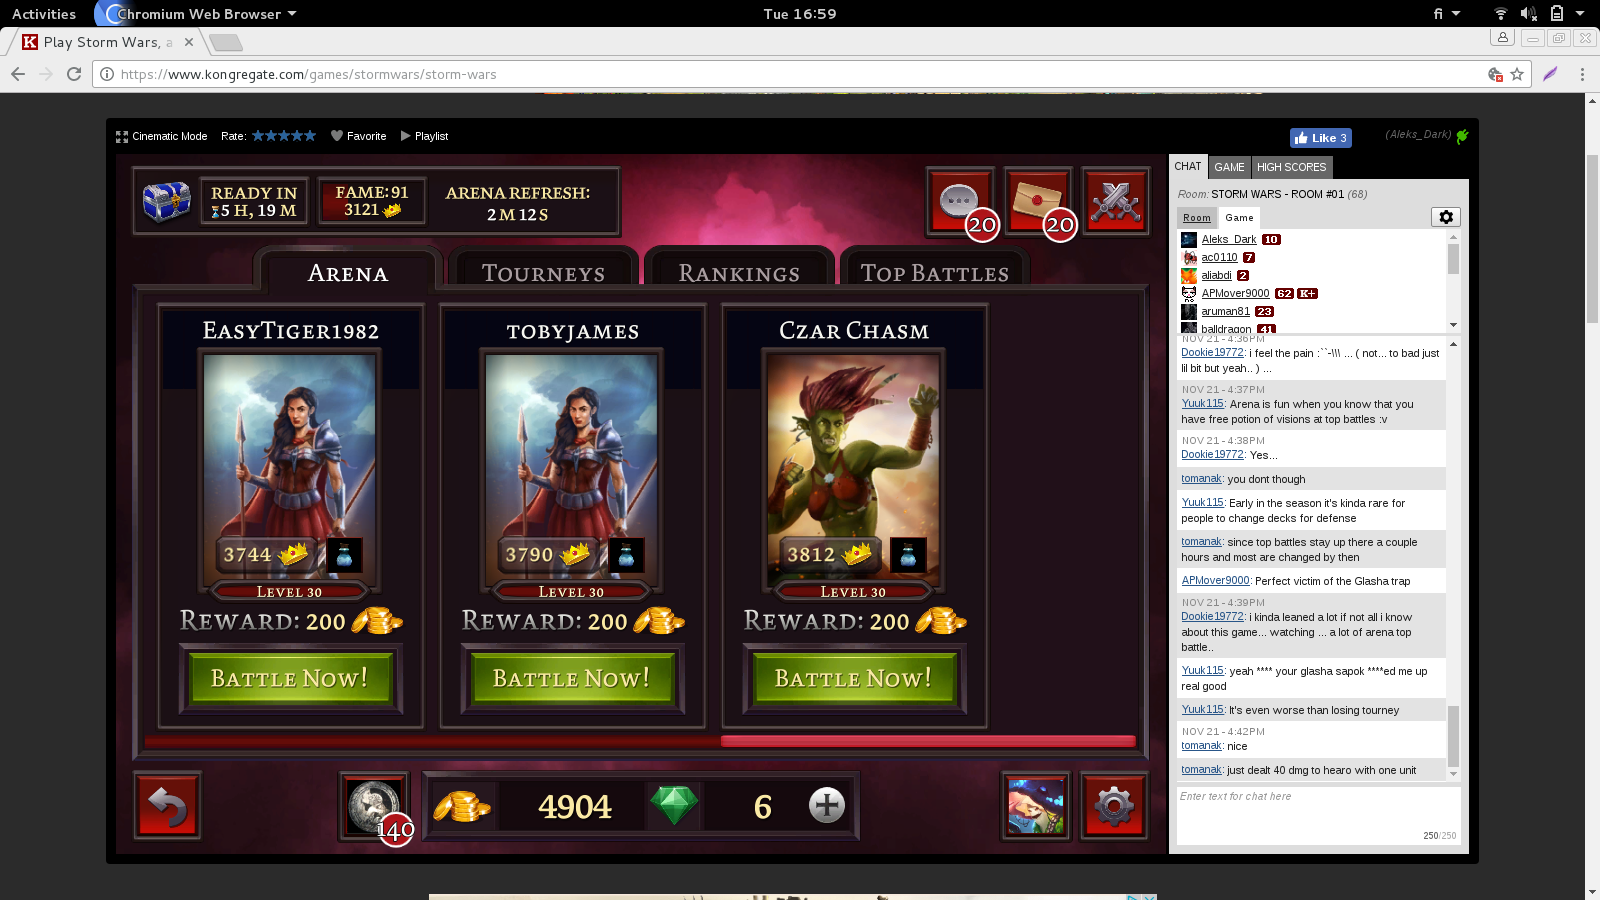 Activities
Chromium Web Browser
Tue 16:59
fi
Play Storm Wars, a
https://www.kongregate.com/games/stormwars/storm-wars
Cinematic Mode
Rate:
Favorite
Playlist
Like 3
(Aleks_Dark)
READY IN
5 H, 19 M
FAME: 91
3121
ARENA REFRESH:
2 M 12S
20
20
ARENA
TOURNEYS
RANKINGS
TOP BATTLES
EASYTIGER1982
3744
LEVEL 30
REWARD: 200
BATTLE NOW!
TOBYJAMES
3790
LEVEL 30
REWARD: 200
BATTLE NOW!
CZAR CHASM
3812
LEVEL 30
REWARD: 200
BATTLE NOW!
140
4904
6
CHAT
GAME
HIGH SCORES
Room: STORM WARS - ROOM #01 (68)
Room
Game
Aleks_Dark 10
ac0110 7
aliabdi 2
APMover9000 62 K+
aruman81 23
balldragon 41
NOV 21 - 4:36PM
Dookie19772: i feel the pain :``-\\\ ... ( not... to bad just
lil bit but yeah.. ) ...
NOV 21 - 4:37PM
Yuuk115: Arena is fun when you know that you
have free potion of visions at top battles :v
NOV 21 - 4:38PM
Dookie19772: Yes...
tomanak: you dont though
Yuuk115: Early in the season it's kinda rare for
people to change decks for defense
tomanak: since top battles stay up there a couple
hours and most are changed by then
APMover9000: Perfect victim of the Glasha trap
NOV 21 - 4:39PM
Dookie19772: i kinda leaned a lot if not all i know
about this game... watching ... a lot of arena top
battle..
Yuuk115: yeah **** your glasha sapok ****ed me up
real good
Yuuk115: It's even worse than losing tourney
NOV 21 - 4:42PM
tomanak: nice
tomanak: just dealt 40 dmg to hearo with one unit
Enter text for chat here
250/250